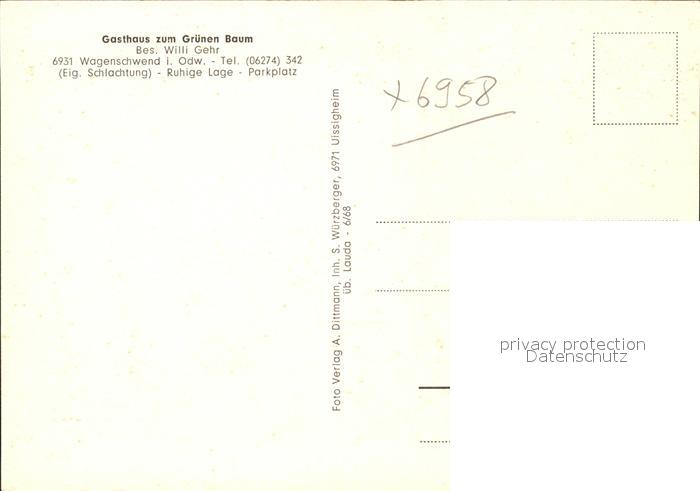 Gasthaus zum Grünen Baum
Bes. Willi Gehr
6931 Wagenschwend i. Odw. - Tel. (06274) 342
(Eig. Schlachtung) - Ruhige Lage - Parkplatz
Foto Verlag A. Dittmann, Inh. S. Würzberger, 6971 Uissigheim
üb. Lauda - 6/68
x6958
privacy protection
Datenschutz